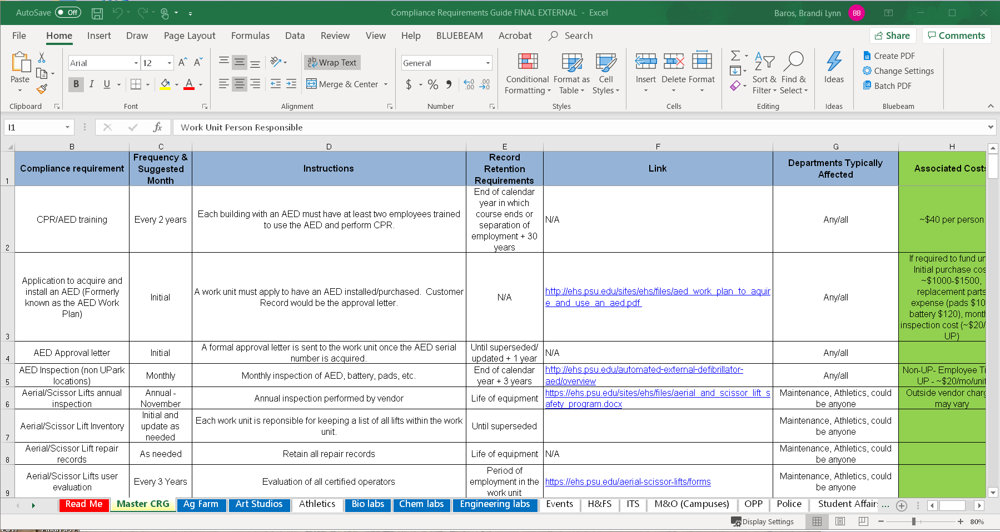 AutoSave Off
Compliance Requirements Guide FINAL EXTERNAL - Excel
Baros, Brandi Lynn BB
File Home Insert Draw Page Layout Formulas Data Review View Help BLUEBEAM Acrobat Search
Share Comments
Paste
Clipboard
Arial 12
B I U
Font
Wrap Text
Merge & Center
Alignment
General
$ % ,
Number
Conditional Formatting
Format as Table
Cell Styles
Styles
Insert Delete Format
Cells
Sort & Filter
Find & Select
Editing
Ideas
Ideas
Create PDF
Change Settings
Batch PDF
Bluebeam
I1
fx
Work Unit Person Responsible
B C D E F G H
1
Compliance requirement
Frequency &
Suggested
Month
Instructions
Record
Retention
Requirements
Link
Departments Typically
Affected
Associated Costs
2
CPR/AED training
Every 2 years
Each building with an AED must have at least two employees trained
to use the AED and perform CPR.
End of calendar
year in which
course ends or
separation of
employment + 30
years
N/A
Any/all
~$40 per person
3
Application to acquire and
install an AED (Formerly
known as the AED Work
Plan)
Initial
A work unit must apply to have an AED installed/purchased.  Customer
Record would be the approval letter.
N/A
http://ehs.psu.edu/sites/ehs/files/aed_work_plan_to_aquir
e_and_use_an_aed.pdf
Any/all
If required to fund un
Initial purchase cos
~$1000-$1500,
replacement parts
expense (pads $10
battery $120), month
inspection cost (~$20/
UP)
4
AED Approval letter
Initial
A formal approval letter is sent to the work unit once the AED serial
number is acquired.
Until superseded/
updated + 1 year
N/A
Any/all
5
AED Inspection (non UPark
locations)
Monthly
Monthly inspection of AED, battery, pads, etc.
End of calendar
year + 3 years
http://ehs.psu.edu/automated-external-defibrillator-
aed/overview
Any/all
Non-UP- Employee Ti
UP - ~$20/mo/unit
6
Aerial/Scissor Lifts annual
inspection
Annual -
November
Annual inspection performed by vendor
Life of equipment
https://ehs.psu.edu/sites/ehs/files/aerial_and_scissor_lift_s
afety_program.docx
Maintenance, Athletics, could
be anyone
Outside vendor charg
may vary
7
Aerial/Scissor Lift Inventory
Initial and
update as
needed
Each work unit is reponsible for keeping a list of all lifts within the work
unit.
Until superseded
Maintenance, Athletics, could
be anyone
8
Aerial/Scissor Lift repair
records
As needed
Retain all repair records
Life of equipment
N/A
Maintenance, Athletics, could
be anyone
9
Aerial/Scissor Lifts user
evaluation
Every 3 Years
Evaluation of all certified operators
Period of
employment in the
work unit
https://ehs.psu.edu/aerial-scissor-lifts/forms
Maintenance, Athletics, could
be anyone
Read Me Master CRG Ag Farm Art Studios Athletics Bio labs Chem labs Engineering labs Events H&FS ITS M&O (Campuses) OPP Police Student Affair ...
Display Settings 80%